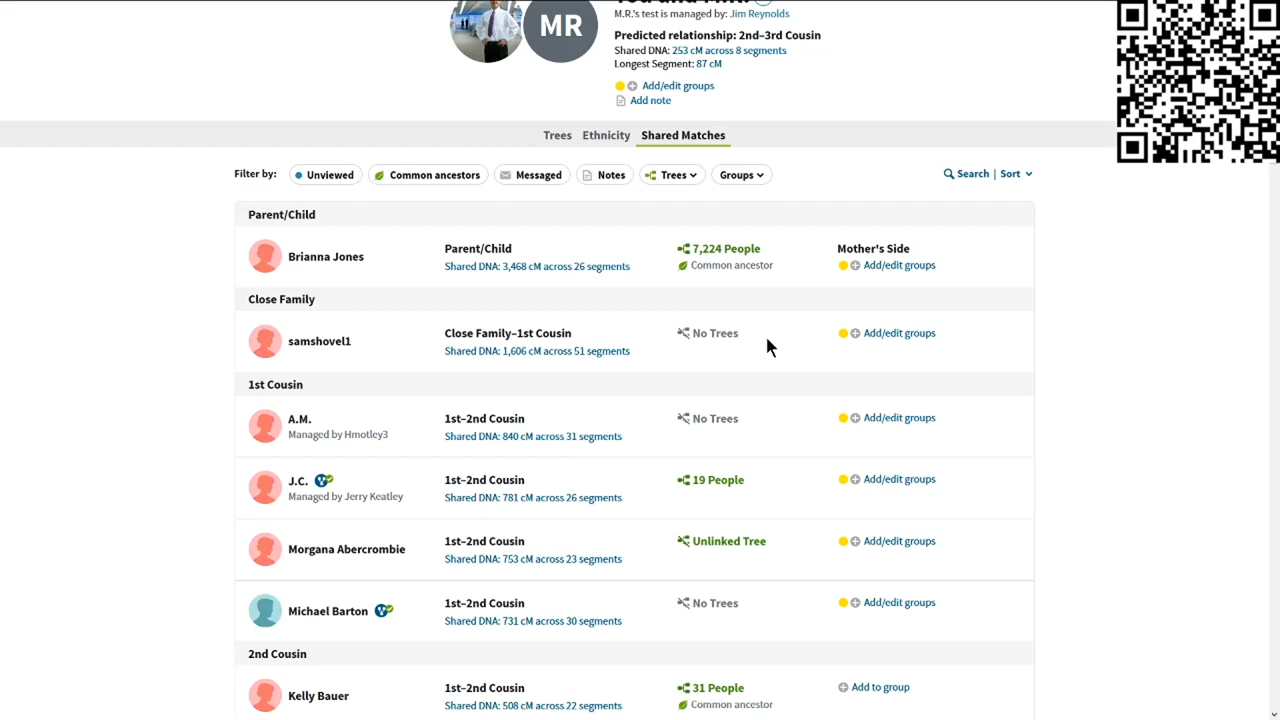 You and M.R.
M.R.'s test is managed by: Jim Reynolds
MR
Predicted relationship: 2nd–3rd Cousin
Shared DNA: 253 cM across 8 segments
Longest Segment: 87 cM
Add/edit groups
Add note
Trees Ethnicity Shared Matches
Filter by: Unviewed Common ancestors Messaged Notes Trees Groups Search | Sort
Parent/Child
Brianna Jones
Parent/Child
Shared DNA: 3,468 cM across 26 segments
7,224 People
Common ancestor
Mother's Side
Add/edit groups
Close Family
samshovel1
Close Family–1st Cousin
Shared DNA: 1,606 cM across 51 segments
No Trees
Add/edit groups
1st Cousin
A.M.
Managed by Hmotley3
1st–2nd Cousin
Shared DNA: 840 cM across 31 segments
No Trees
Add/edit groups
J.C.
Managed by Jerry Keatley
1st–2nd Cousin
Shared DNA: 781 cM across 26 segments
19 People
Add/edit groups
Morgana Abercrombie
1st–2nd Cousin
Shared DNA: 753 cM across 23 segments
Unlinked Tree
Add/edit groups
Michael Barton
1st–2nd Cousin
Shared DNA: 731 cM across 30 segments
No Trees
Add/edit groups
2nd Cousin
Kelly Bauer
1st–2nd Cousin
Shared DNA: 508 cM across 22 segments
31 People
Common ancestor
Add to group